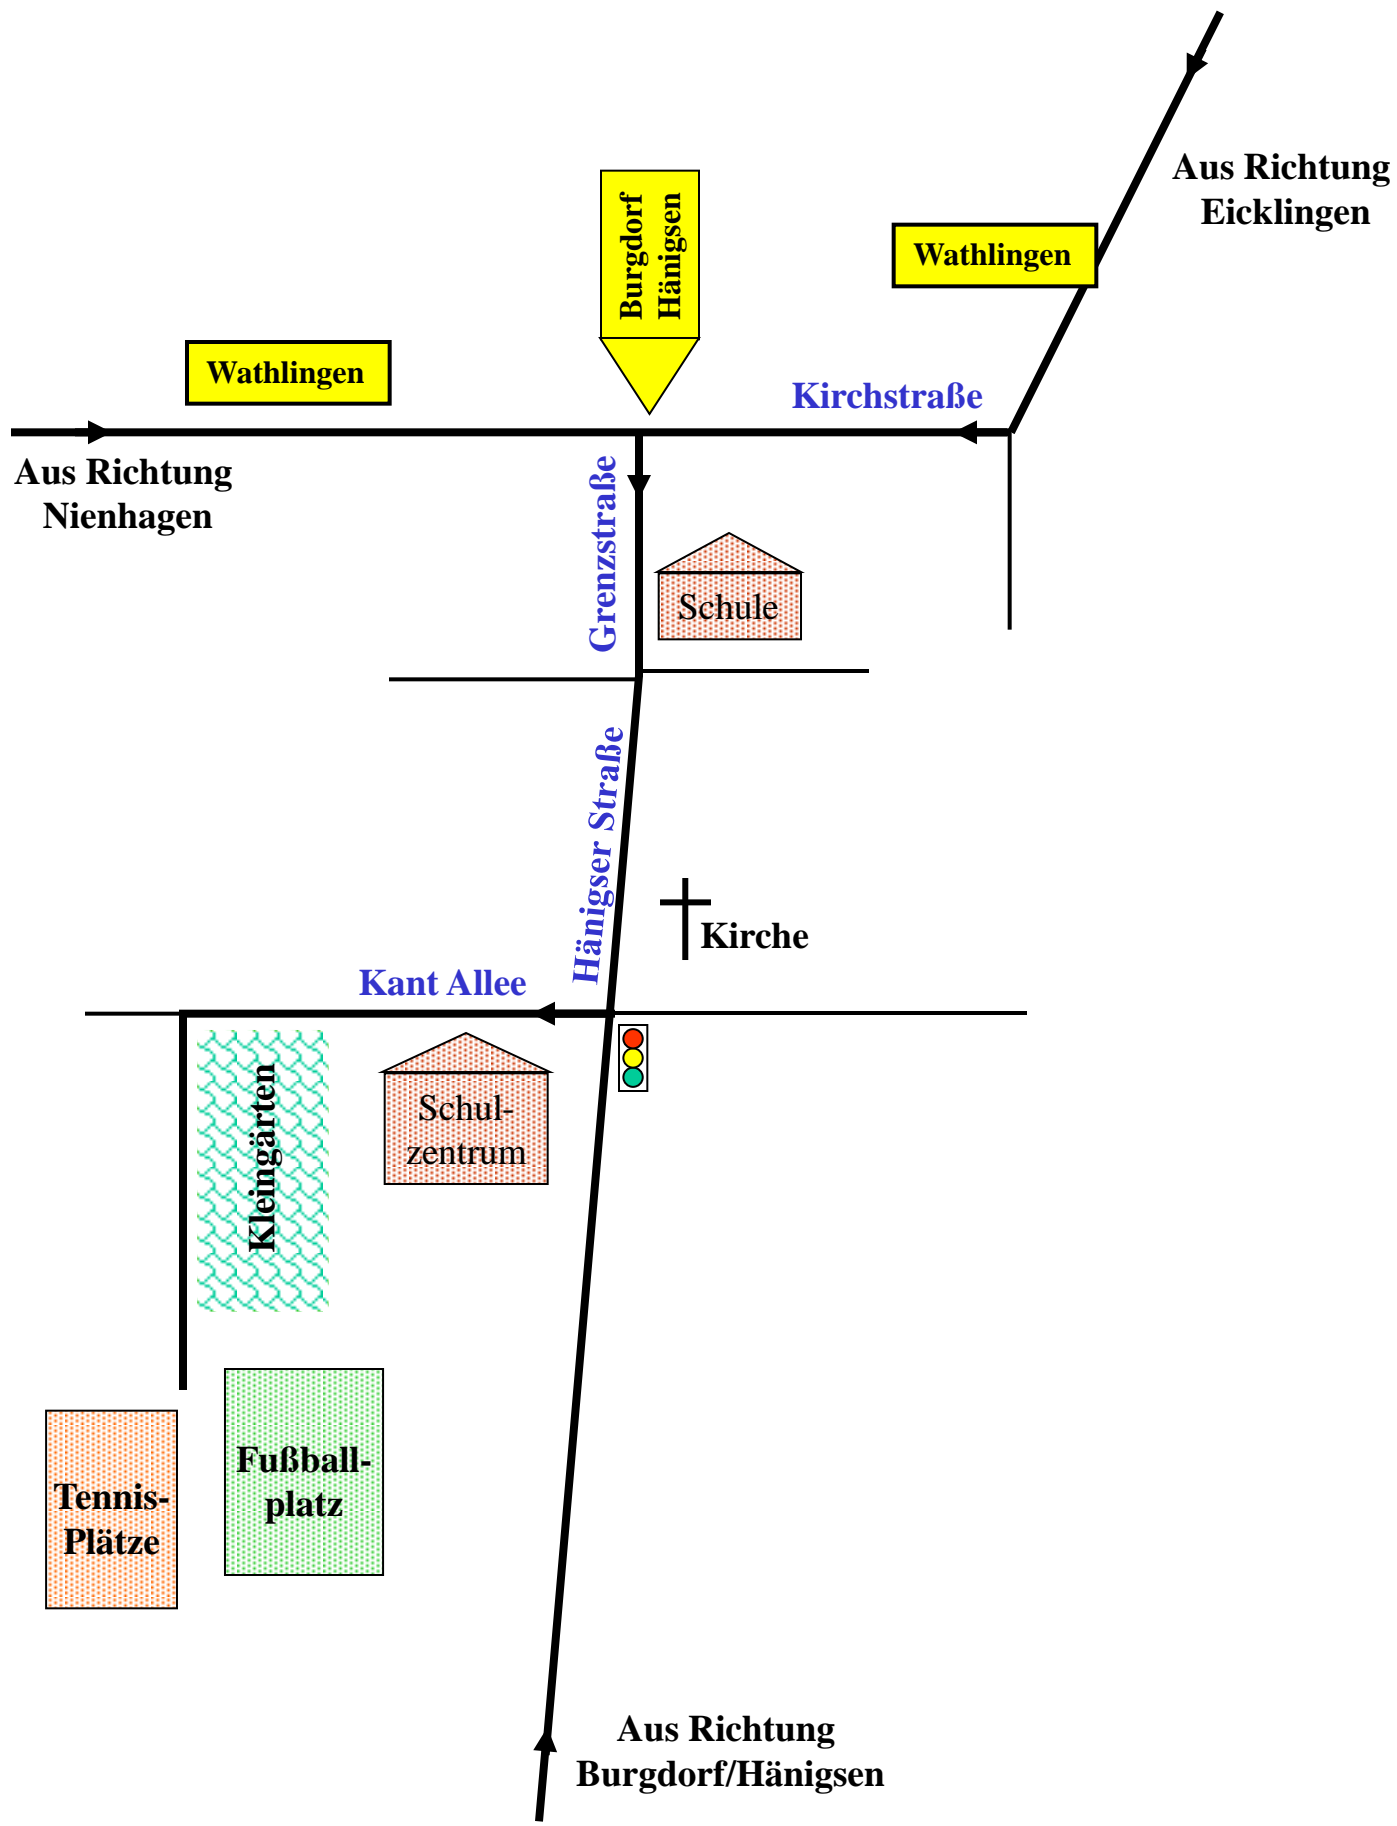 Aus Richtung
Eicklingen
Burgdorf
Hänigsen
Wathlingen
Wathlingen
Kirchstraße
Aus Richtung
Nienhagen
Grenzstraße
Schule
Hänigser Straße
Kirche
Kant Allee
Kleingärten
Schul-
zentrum
Fußball-
platz
Tennis-
Plätze
Aus Richtung
Burgdorf/Hänigsen